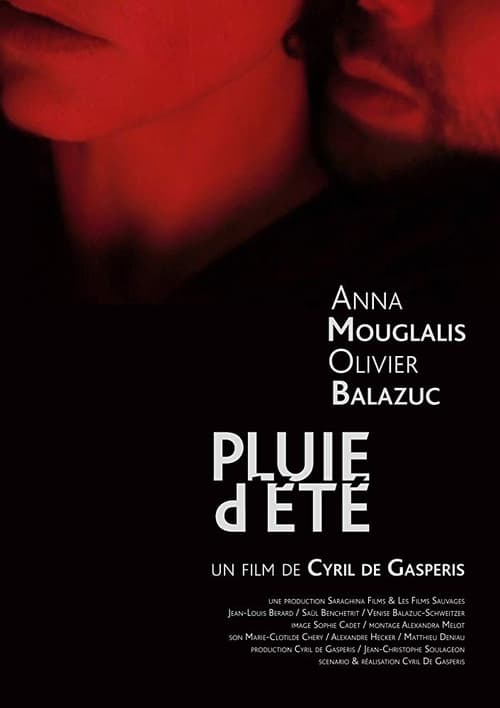 Anna
Mouglalis
Olivier
Balazuc
PLUIE
d'ÉTÉ
UN FILM DE CYRIL DE GASPERIS
UNE PRODUCTION SARAGHINA FILMS & LES FILMS SAUVAGES
JEAN-LOUIS BERARD / SAÜL BENCHETRIT / VENISE BALAZUC-SCHWEITZER
IMAGE SOPHIE CADET / MONTAGE ALEXANDRA MELOT
SON MARIE-CLOTILDE CHERY / ALEXANDRE HECKER / MATTHIEU DENIAU
PRODUCTION CYRIL DE GASPERIS / JEAN-CHRISTOPHE SOULAGEON
SCENARIO & RÉALISATION CYRIL DE GASPERIS